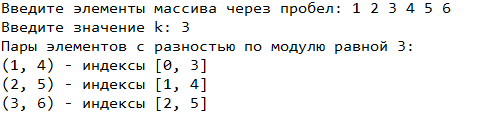 Введите элементы массива через пробел: 1 2 3 4 5 6
Введите значение k: 3
Пары элементов с разностью по модулю равной 3:
(1, 4) - индексы [0, 3]
(2, 5) - индексы [1, 4]
(3, 6) - индексы [2, 5]